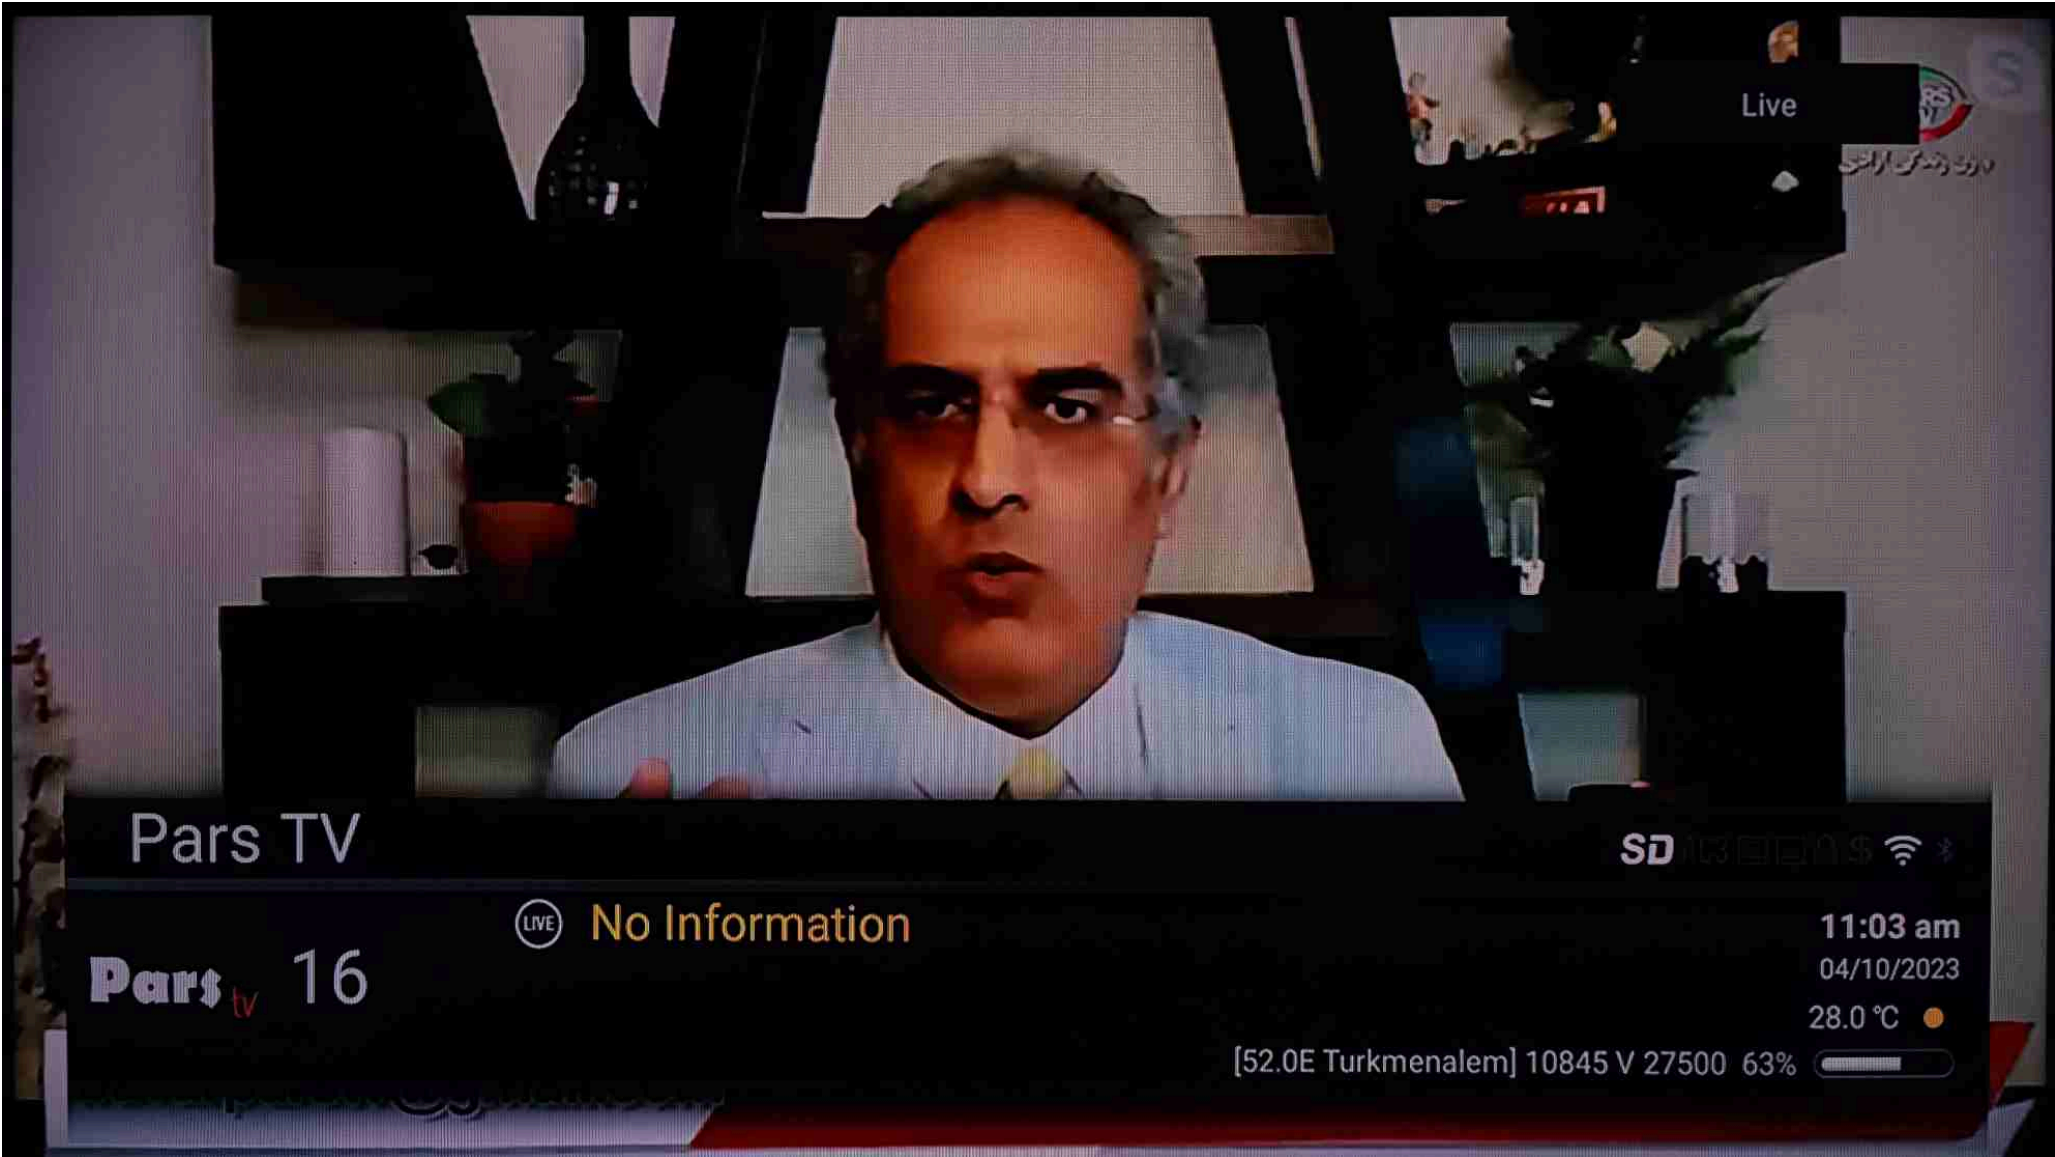 Live
Pars TV
SD
LIVE No Information
Pars tv 16
11:03 am
04/10/2023
28.0 °C
[52.0E Turkmenalem] 10845 V 27500 63%